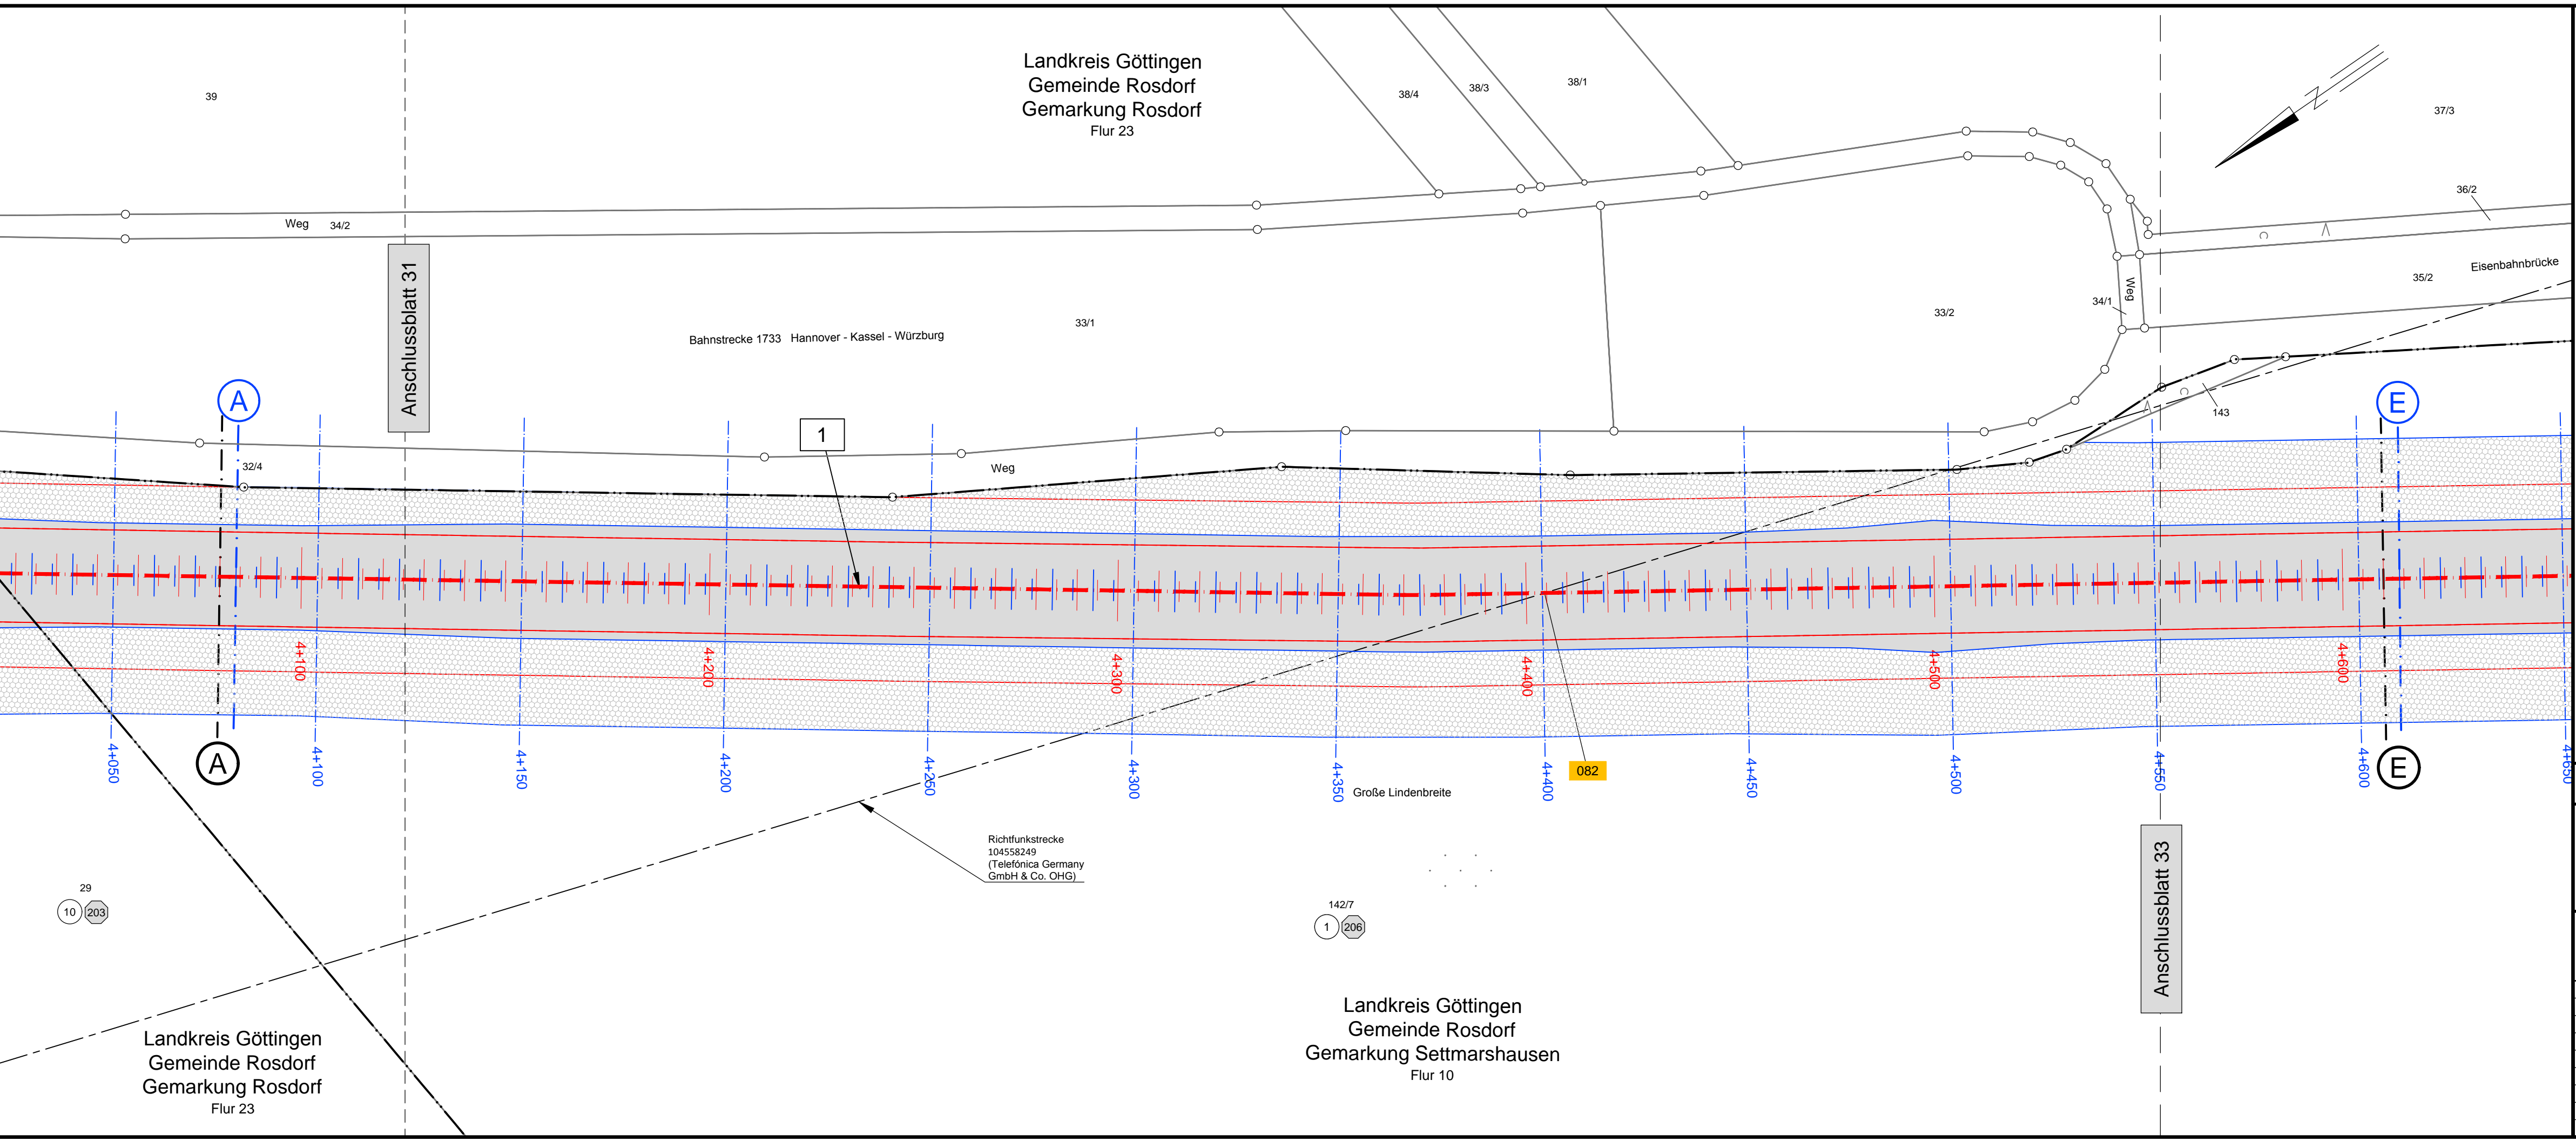 Landkreis Göttingen
Gemeinde Rosdorf
Gemarkung Rosdorf
Flur 23
39
38/4
38/3
38/1
N
37/3
36/2
Weg 34/2
Eisenbahnbrücke
35/2
34/1
Weg
Anschlussblatt 31
Bahnstrecke 1733 Hannover - Kassel - Würzburg
33/1
33/2
A
E
143
1
32/4
Weg
4+100
4+200
4+300
4+400
4+500
4+600
4+050
4+100
4+150
4+200
4+250
4+300
4+350
4+400
4+450
4+500
4+550
4+600
4+650
A
E
082
Große Lindenbreite
Richtfunkstrecke
104558249
(Telefónica Germany
GmbH & Co. OHG)
29
10 203
142/7
1 206
Anschlussblatt 33
Landkreis Göttingen
Gemeinde Rosdorf
Gemarkung Settmarshausen
Flur 10
Landkreis Göttingen
Gemeinde Rosdorf
Gemarkung Rosdorf
Flur 23